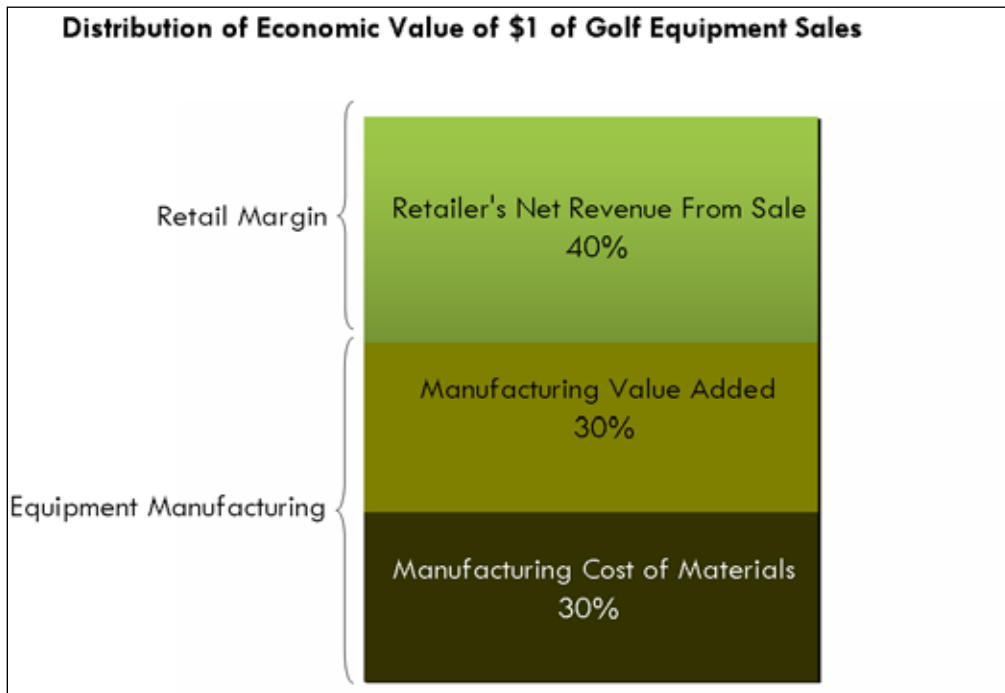 Distribution of Economic Value of $1 of Golf Equipment Sales
Retail Margin
Retailer's Net Revenue From Sale
40%
Manufacturing Value Added
30%
Equipment Manufacturing
Manufacturing Cost of Materials
30%